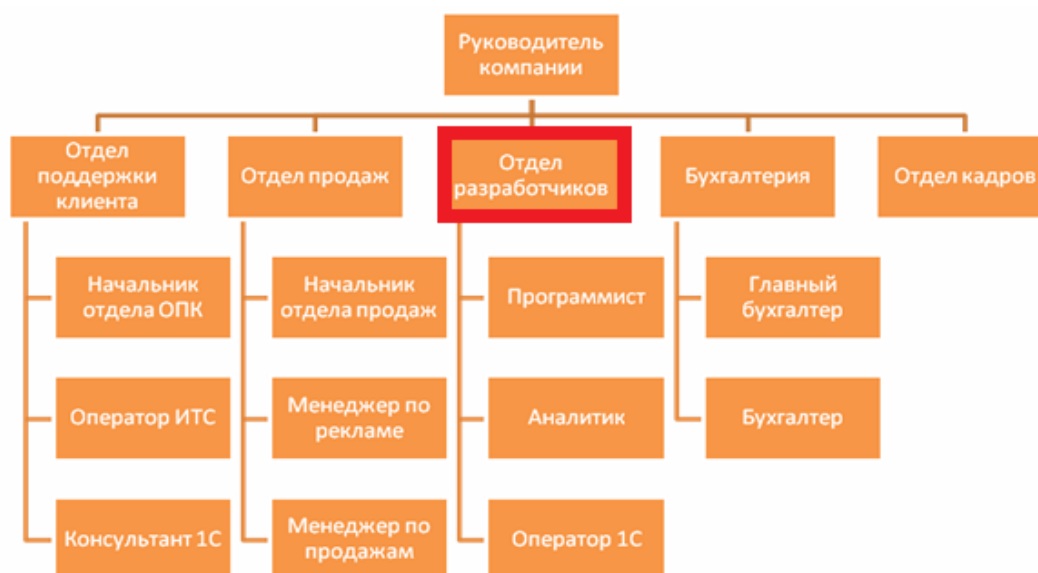 Руководитель
компании
Отдел
поддержки
клиента
Отдел продаж
Отдел
разработчиков
Бухгалтерия
Отдел кадров
Начальник
отдела ОПК
Начальник
отдела продаж
Программист
Главный
бухгалтер
Оператор ИТС
Менеджер по
рекламе
Аналитик
Бухгалтер
Консультант 1С
Менеджер по
продажам
Оператор 1С